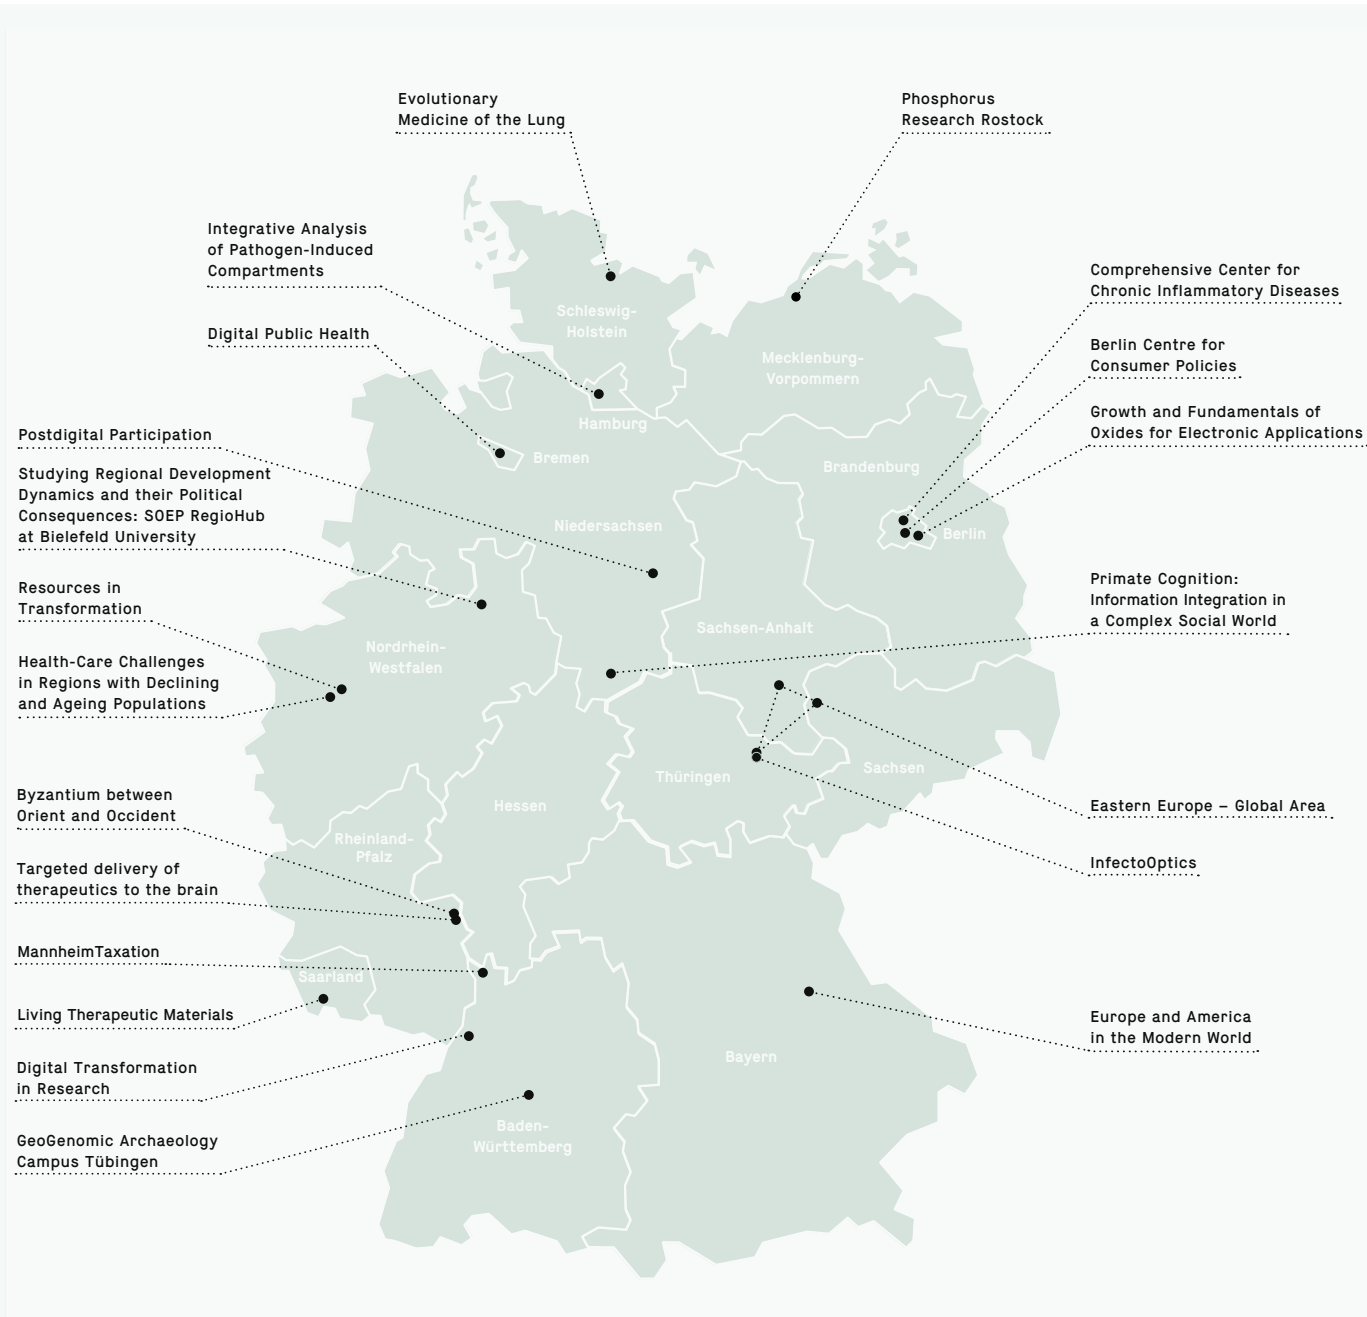 Evolutionary
Medicine of the Lung
Phosphorus
Research Rostock
Integrative Analysis
of Pathogen-Induced
Compartments
Digital Public Health
Comprehensive Center for
Chronic Inflammatory Diseases
Berlin Centre for
Consumer Policies
Growth and Fundamentals of
Oxides for Electronic Applications
Postdigital Participation
Studying Regional Development
Dynamics and their Political
Consequences: SOEP RegioHub
at Bielefeld University
Resources in
Transformation
Health-Care Challenges
in Regions with Declining
and Ageing Populations
Primate Cognition:
Information Integration in
a Complex Social World
Byzantium between
Orient and Occident
Targeted delivery of
therapeutics to the brain
MannheimTaxation
Living Therapeutic Materials
Digital Transformation
in Research
GeoGenomic Archaeology
Campus Tübingen
Eastern Europe – Global Area
InfectoOptics
Europe and America
in the Modern World
Schleswig-
Holstein
Mecklenburg-
Vorpommern
Hamburg
Bremen
Brandenburg
Niedersachsen
Berlin
Sachsen-Anhalt
Nordrhein-
Westfalen
Thüringen
Sachsen
Hessen
Rheinland-
Pfalz
Saarland
Bayern
Baden-
Württemberg